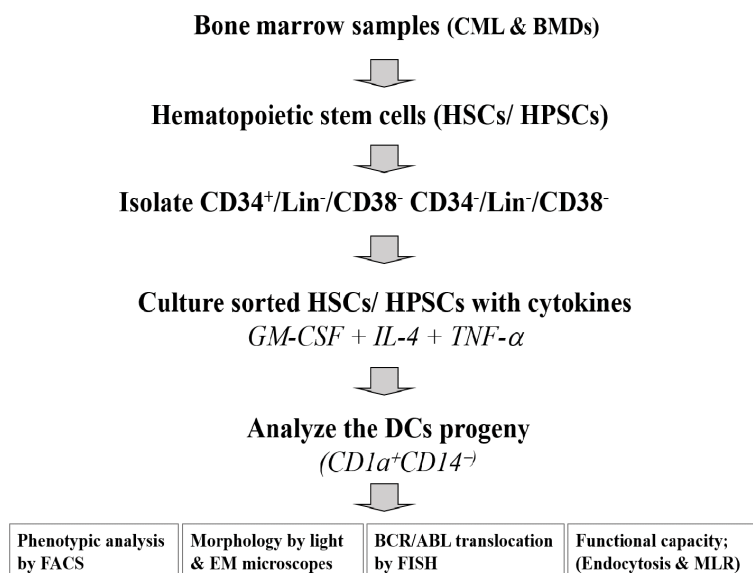 Bone marrow samples (CML & BMDs)
Hematopoietic stem cells (HSCs/ HPSCs)
Isolate CD34⁺/Lin⁻/CD38⁻ CD34⁻/Lin⁻/CD38⁻
Culture sorted HSCs/ HPSCs with cytokines
GM-CSF + IL-4 + TNF-α
Analyze the DCs progeny
(CD1a⁺CD14⁻⁾
Phenotypic analysis
by FACS
Morphology by light
& EM microscopes
BCR/ABL translocation
by FISH
Functional capacity;
(Endocytosis & MLR)